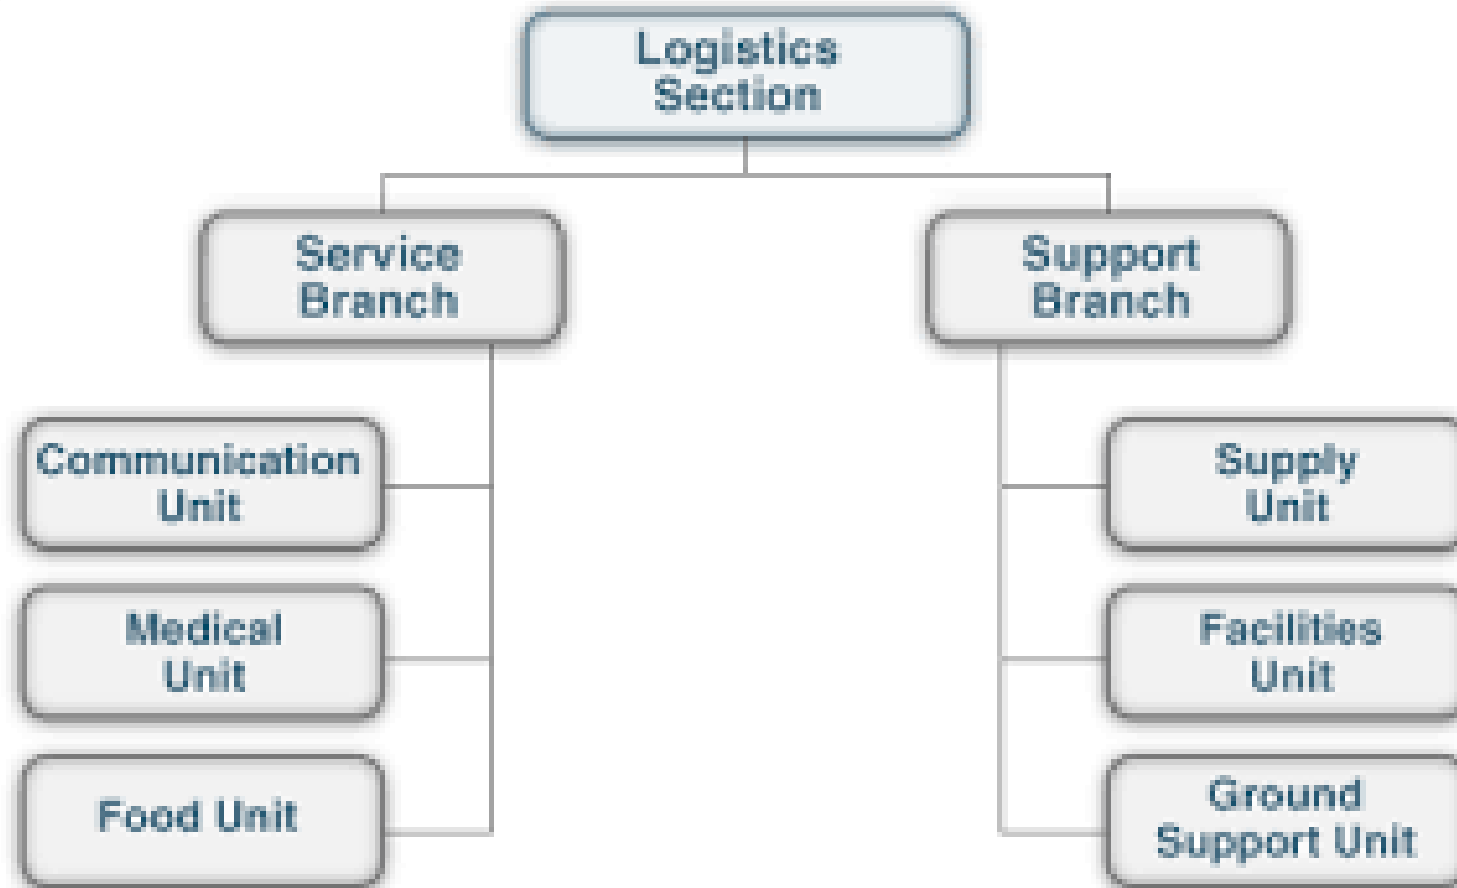 Logistics
Section
Service
Branch
Support
Branch
Communication
Unit
Supply
Unit
Medical
Unit
Facilities
Unit
Food Unit
Ground
Support Unit